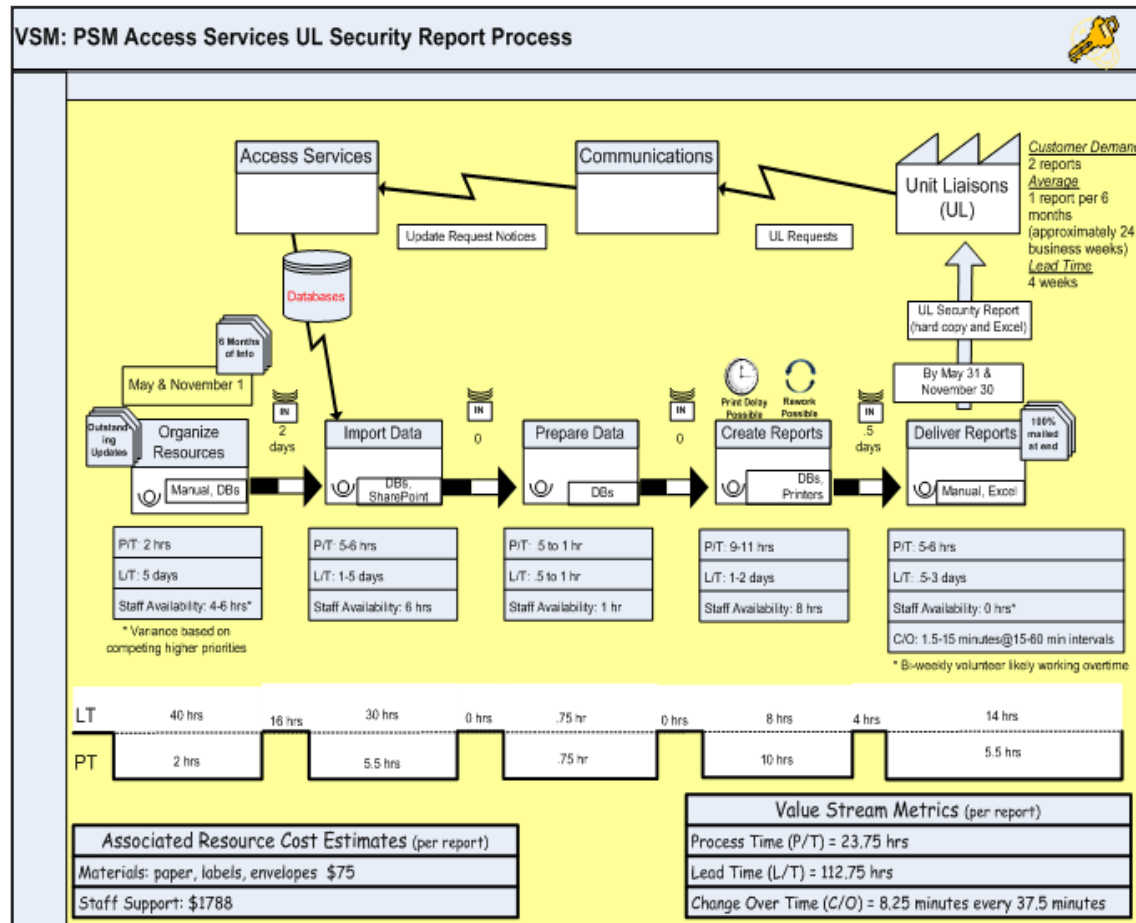 VSM: PSM Access Services UL Security Report Process
Access Services
Communications
Unit Liaisons
(UL)
Customer Demand
2 reports
Average
1 report per 6
months
(approximately 24
business weeks)
Lead Time
4 weeks
Update Request Notices
UL Requests
Databases
UL Security Report
(hard copy and Excel)
By May 31 &
November 30
6 Months
of Info
May & November 1
Outstand-
ing
Updates
Organize
Resources
Manual, DBs
IN
2
days
Import Data
DBs,
SharePoint
IN
0
Prepare Data
DBs
IN
0
Print Delay
Possible
Rework
Possible
Create Reports
DBs,
Printers
IN
.5
days
Deliver Reports
Manual, Excel
100%
mailed
at end
P/T: 2 hrs
L/T: 5 days
Staff Availability: 4-6 hrs*
* Variance based on
competing higher priorities
P/T: 5-6 hrs
L/T: 1-5 days
Staff Availability: 6 hrs
P/T: .5 to 1 hr
L/T: .5 to 1 hr
Staff Availability: 1 hr
P/T: 9-11 hrs
L/T: 1-2 days
Staff Availability: 8 hrs
P/T: 5-6 hrs
L/T: .5-3 days
Staff Availability: 0 hrs*
C/O: 1.5-15 minutes@15-60 min intervals
* Bi-weekly volunteer likely working overtime
LT
40 hrs
16 hrs
30 hrs
0 hrs
.75 hr
0 hrs
8 hrs
4 hrs
14 hrs
PT
2 hrs
5.5 hrs
.75 hr
10 hrs
5.5 hrs
Associated Resource Cost Estimates (per report)
Materials: paper, labels, envelopes $75
Staff Support: $1788
Value Stream Metrics (per report)
Process Time (P/T) = 23.75 hrs
Lead Time (L/T) = 112.75 hrs
Change Over Time (C/O) = 8.25 minutes every 37.5 minutes